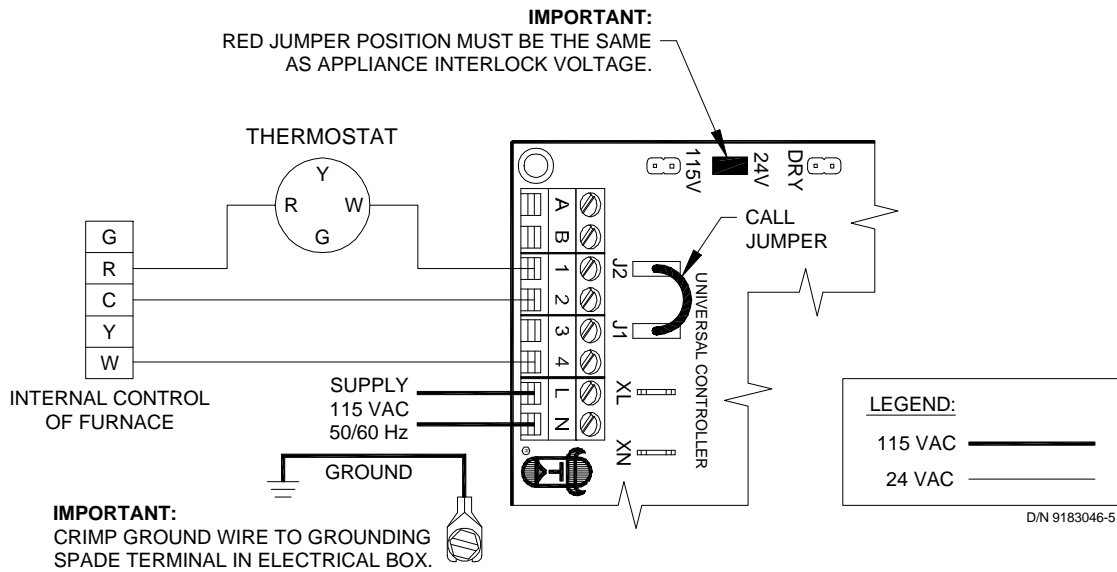 IMPORTANT:
RED JUMPER POSITION MUST BE THE SAME
AS APPLIANCE INTERLOCK VOLTAGE.
THERMOSTAT
Y
R
W
G
115V
24V
DRY
CALL
JUMPER
A
B
1
2
3
4
L
N
J2
J1
XL
XN
UNIVERSAL CONTROLLER
G
R
C
Y
W
INTERNAL CONTROL
OF FURNACE
SUPPLY
115 VAC
50/60 Hz
GROUND
T
®
IMPORTANT:
CRIMP GROUND WIRE TO GROUNDING
SPADE TERMINAL IN ELECTRICAL BOX.
LEGEND:
115 VAC
24 VAC
D/N 9183046-5